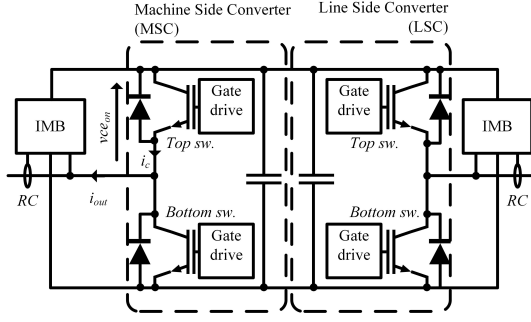 Machine Side Converter
(MSC)
Line Side Converter
(LSC)
Gate
drive
Gate
drive
IMB
vce_on
IMB
Top sw.
Top sw.
i_c
RC
i_out
RC
Bottom sw.
Bottom sw.
Gate
drive
Gate
drive